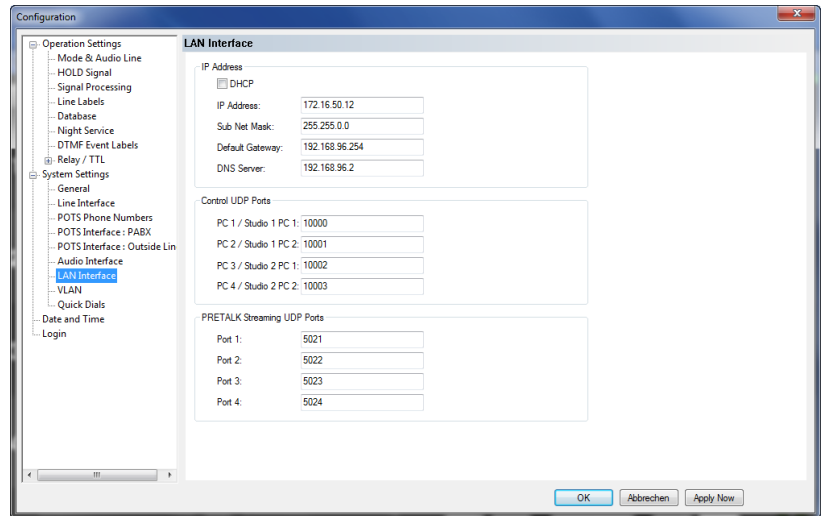 Configuration
Operation Settings
Mode & Audio Line
HOLD Signal
Signal Processing
Line Labels
Database
Night Service
DTMF Event Labels
Relay / TTL
System Settings
General
Line Interface
POTS Phone Numbers
POTS Interface : PABX
POTS Interface : Outside Lin
Audio Interface
LAN Interface
VLAN
Quick Dials
Date and Time
Login
LAN Interface
IP Address
DHCP
IP Address: 172.16.50.12
Sub Net Mask: 255.255.0.0
Default Gateway: 192.168.96.254
DNS Server: 192.168.96.2
Control UDP Ports
PC 1 / Studio 1 PC 1: 10000
PC 2 / Studio 1 PC 2: 10001
PC 3 / Studio 2 PC 1: 10002
PC 4 / Studio 2 PC 2: 10003
PRETALK Streaming UDP Ports
Port 1: 5021
Port 2: 5022
Port 3: 5023
Port 4: 5024
OK Abbrechen Apply Now